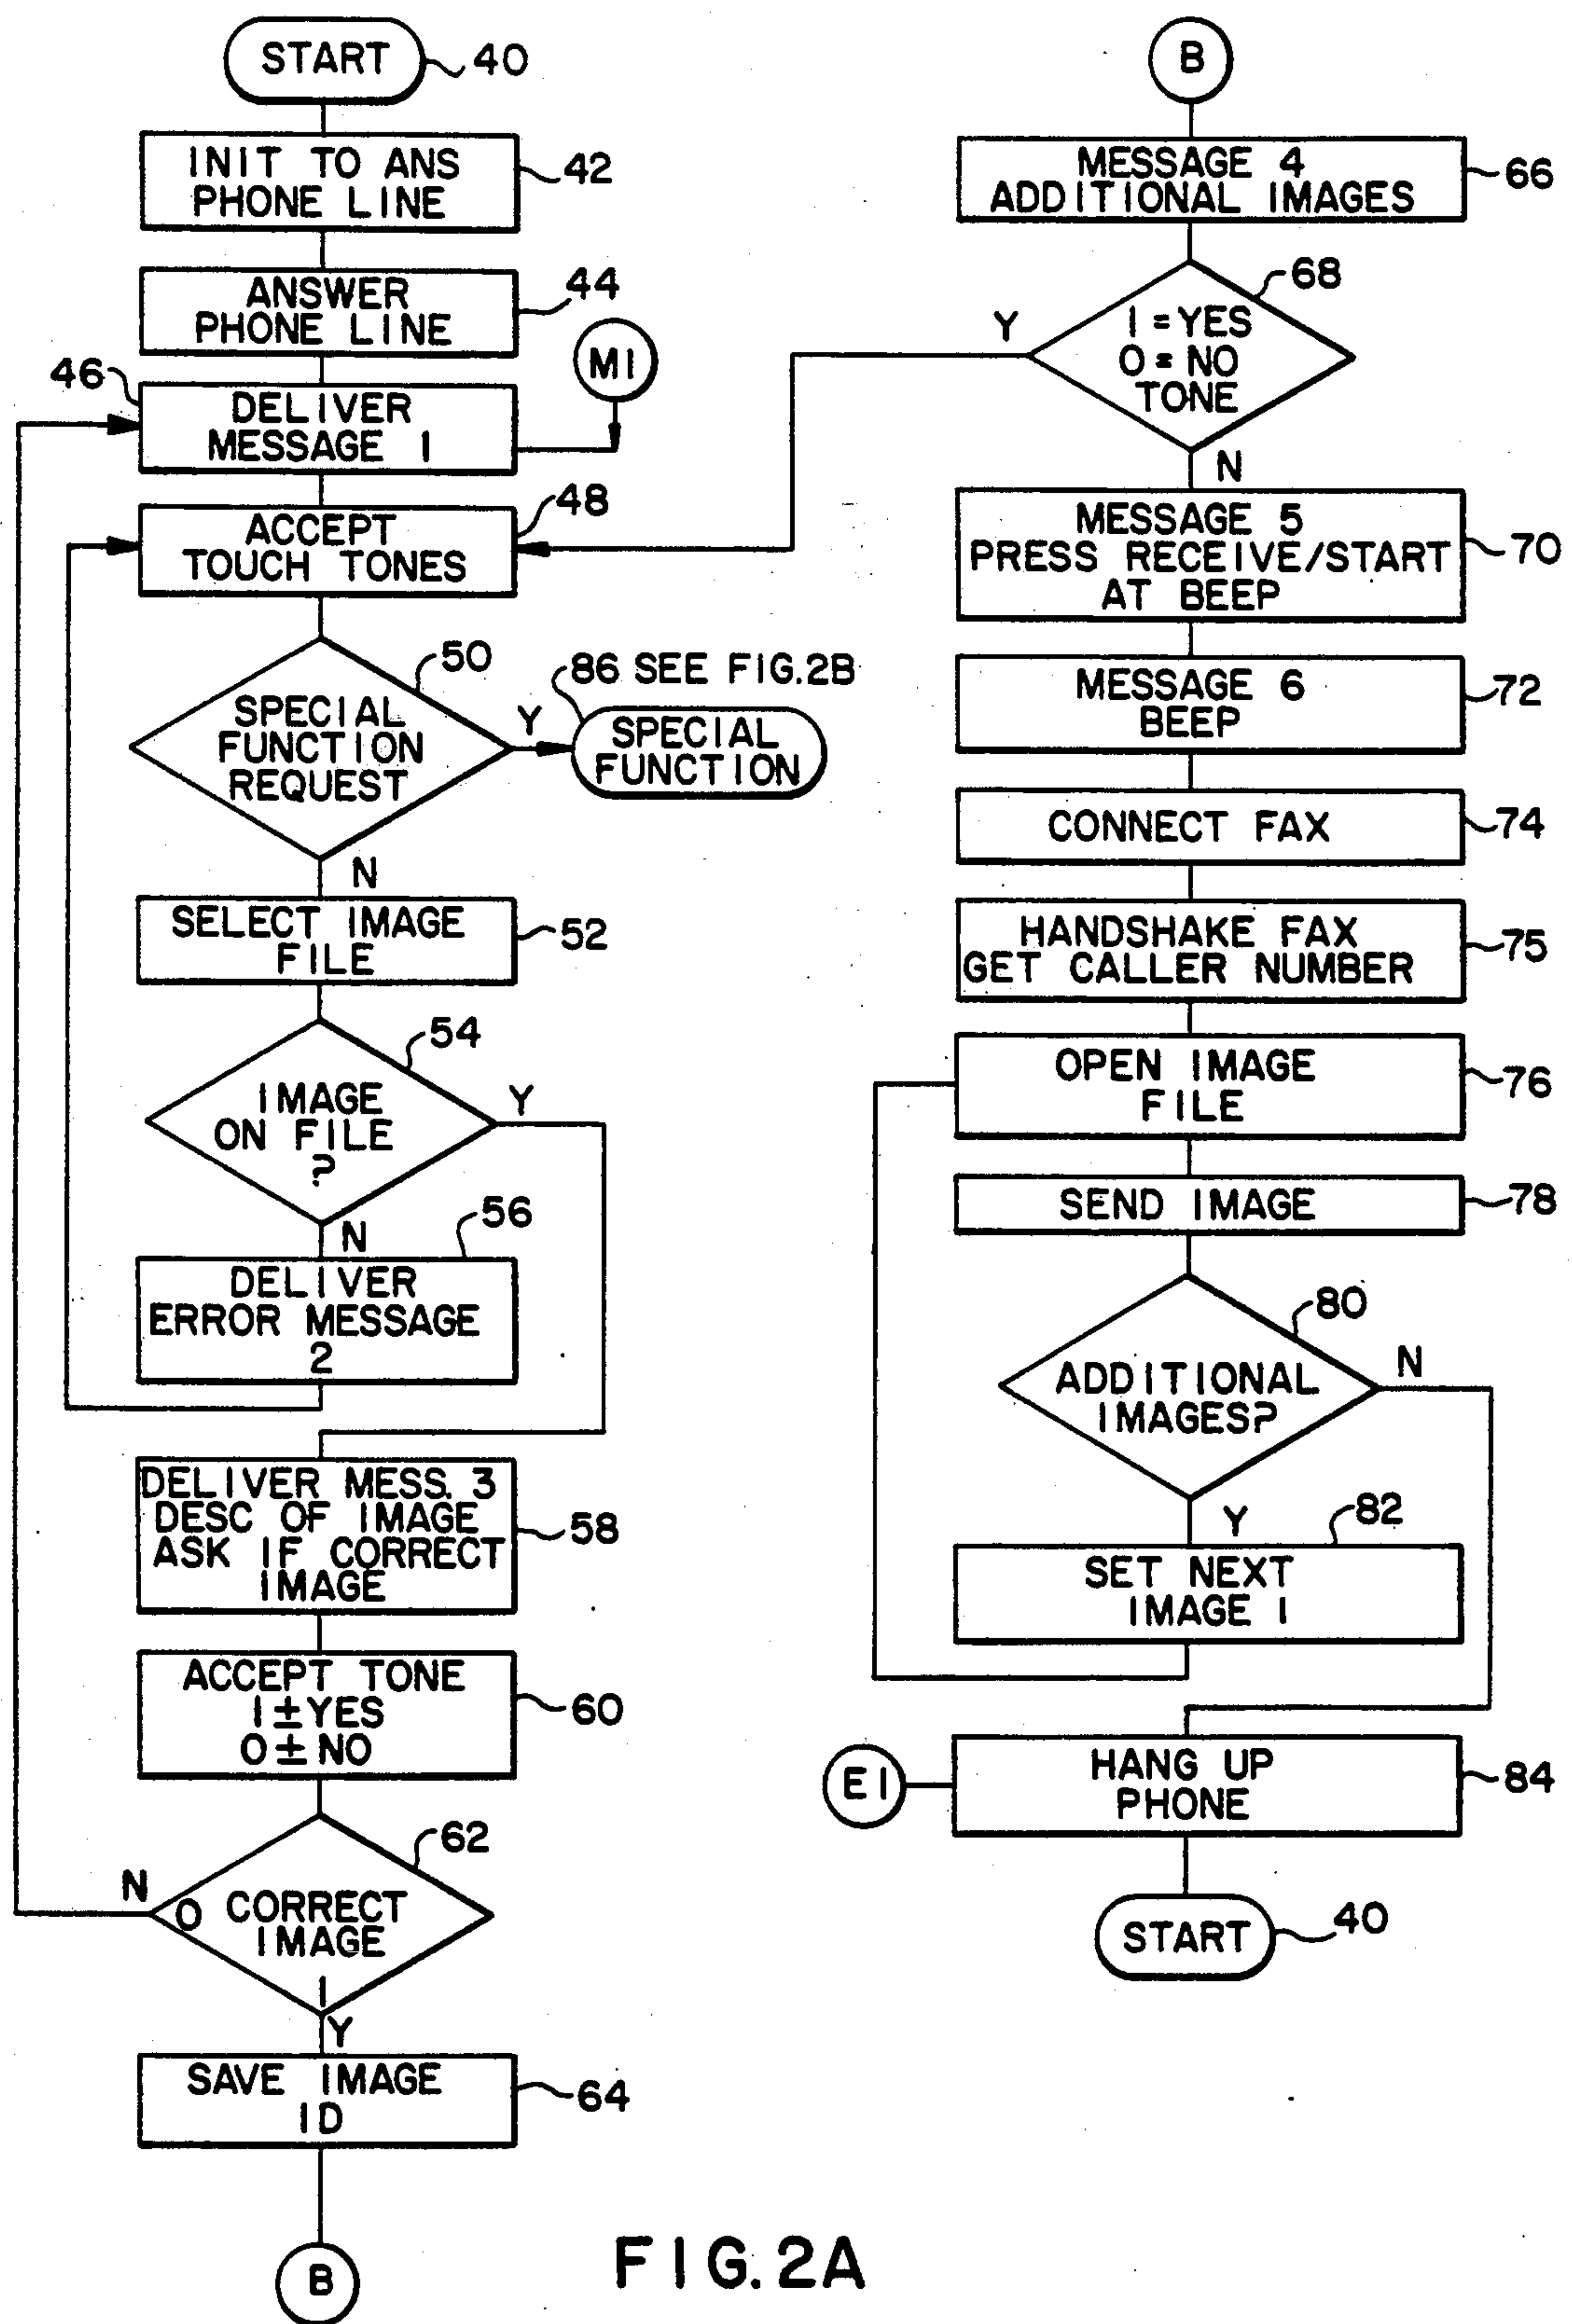 START
40
INIT TO ANS
PHONE LINE
42
ANSWER
PHONE LINE
44
M1
46
DELIVER
MESSAGE 1
ACCEPT
TOUCH TONES
48
SPECIAL
FUNCTION
REQUEST
50
Y
86 SEE FIG.2B
SPECIAL
FUNCTION
N
SELECT IMAGE
FILE
52
IMAGE
ON FILE
?
54
Y
N
DELIVER
ERROR MESSAGE
2
56
DELIVER MESS. 3
DESC OF IMAGE
ASK IF CORRECT
IMAGE
58
ACCEPT TONE
1±YES
0±NO
60
N
0
CORRECT
IMAGE
1
62
Y
SAVE IMAGE
ID
64
B
B
MESSAGE 4
ADDITIONAL IMAGES
66
1=YES
0=NO
TONE
68
Y
N
MESSAGE 5
PRESS RECEIVE/START
AT BEEP
70
MESSAGE 6
BEEP
72
CONNECT FAX
74
HANDSHAKE FAX
GET CALLER NUMBER
75
OPEN IMAGE
FILE
76
SEND IMAGE
78
ADDITIONAL
IMAGES?
80
N
Y
SET NEXT
IMAGE 1
82
E1
HANG UP
PHONE
84
START
40
FIG.2A